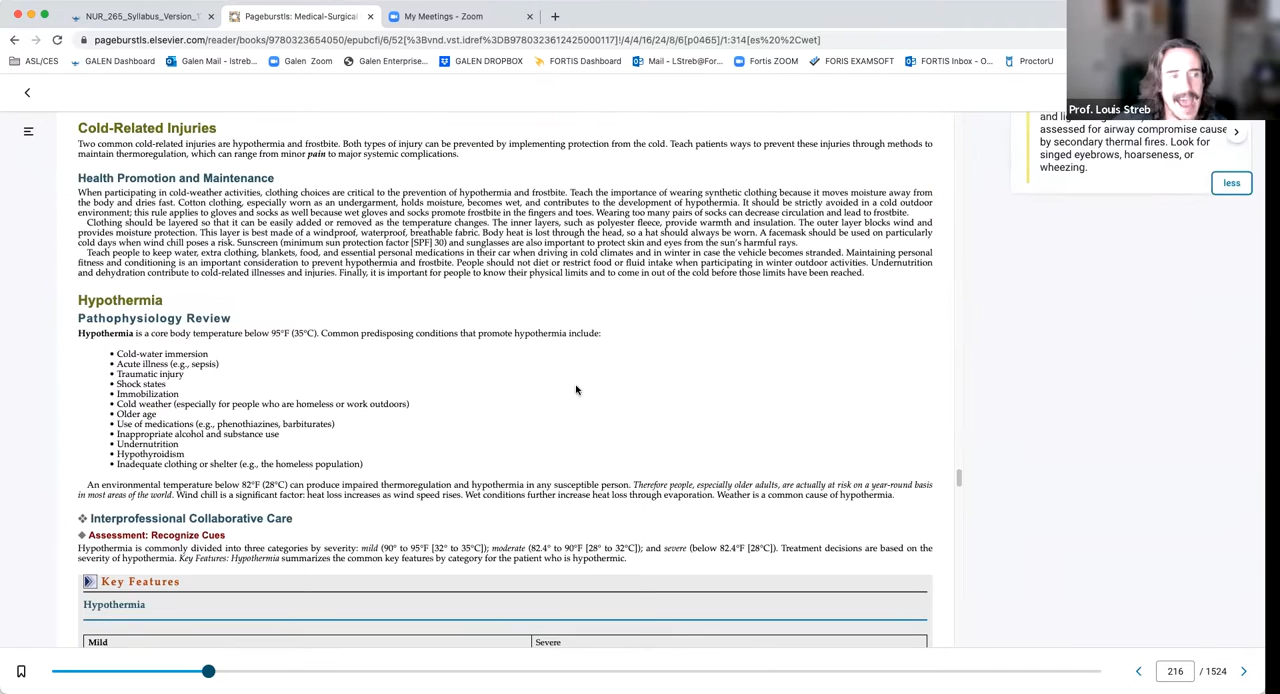 NUR_265_Syllabus_Version_1
Pageburstls: Medical-Surgical
My Meetings - Zoom
pageburstls.elsevier.com/reader/books/9780323654050/epubcfi/6/52[%3Bvnd.vst.idref%3DB9780323612425000117]!/4/4/16/24/8/6[p0465]/1:314[es%20%2Cwet]
ASL/CES
GALEN Dashboard
Galen Mail - lstreb...
Galen Zoom
Galen Enterprise...
GALEN DROPBOX
FORTIS Dashboard
Mail - LStreb@For...
Fortis ZOOM
FORIS EXAMSOFT
FORTIS Inbox - O...
ProctorU
Prof. Louis Streb
assessed for airway compromise cause
by secondary thermal fires. Look for
singed eyebrows, hoarseness, or
wheezing.
less
Cold-Related Injuries
Two common cold-related injuries are hypothermia and frostbite. Both types of injury can be prevented by implementing protection from the cold. Teach patients ways to prevent these injuries through methods to
maintain thermoregulation, which can range from minor pain to major systemic complications.
Health Promotion and Maintenance
When participating in cold-weather activities, clothing choices are critical to the prevention of hypothermia and frostbite. Teach the importance of wearing synthetic clothing because it moves moisture away from
the body and dries fast. Cotton clothing, especially worn as an undergarment, holds moisture, becomes wet, and contributes to the development of hypothermia. It should be strictly avoided in a cold outdoor
environment; this rule applies to gloves and socks as well because wet gloves and socks promote frostbite in the fingers and toes. Wearing too many pairs of socks can decrease circulation and lead to frostbite.
Clothing should be layered so that it can be easily added or removed as the temperature changes. The inner layers, such as polyester fleece, provide warmth and insulation. The outer layer blocks wind and
provides moisture protection. This layer is best made of a windproof, waterproof, breathable fabric. Body heat is lost through the head, so a hat should always be worn. A facemask should be used on particularly
cold days when wind chill poses a risk. Sunscreen (minimum sun protection factor [SPF] 30) and sunglasses are also important to protect skin and eyes from the sun's harmful rays.
Teach people to keep water, extra clothing, blankets, food, and essential personal medications in their car when driving in cold climates and in winter in case the vehicle becomes stranded. Maintaining personal
fitness and conditioning is an important consideration to prevent hypothermia and frostbite. People should not diet or restrict food or fluid intake when participating in winter outdoor activities. Undernutrition
and dehydration contribute to cold-related illnesses and injuries. Finally, it is important for people to know their physical limits and to come in out of the cold before those limits have been reached.
Hypothermia
Pathophysiology Review
Hypothermia is a core body temperature below 95°F (35°C). Common predisposing conditions that promote hypothermia include:
• Cold-water immersion
• Acute illness (e.g., sepsis)
• Traumatic injury
• Shock states
• Immobilization
• Cold weather (especially for people who are homeless or work outdoors)
• Older age
• Use of medications (e.g., phenothiazines, barbiturates)
• Inappropriate alcohol and substance use
• Undernutrition
• Hypothyroidism
• Inadequate clothing or shelter (e.g., the homeless population)
An environmental temperature below 82°F (28°C) can produce impaired thermoregulation and hypothermia in any susceptible person. Therefore people, especially older adults, are actually at risk on a year-round basis
in most areas of the world. Wind chill is a significant factor: heat loss increases as wind speed rises. Wet conditions further increase heat loss through evaporation. Weather is a common cause of hypothermia.
❖ Interprofessional Collaborative Care
◆ Assessment: Recognize Cues
Hypothermia is commonly divided into three categories by severity: mild (90° to 95°F [32° to 35°C]); moderate (82.4° to 90°F [28° to 32°C]); and severe (below 82.4°F [28°C]). Treatment decisions are based on the
severity of hypothermia. Key Features: Hypothermia summarizes the common key features by category for the patient who is hypothermic.
Key Features
Hypothermia
Mild
Severe
216 / 1524